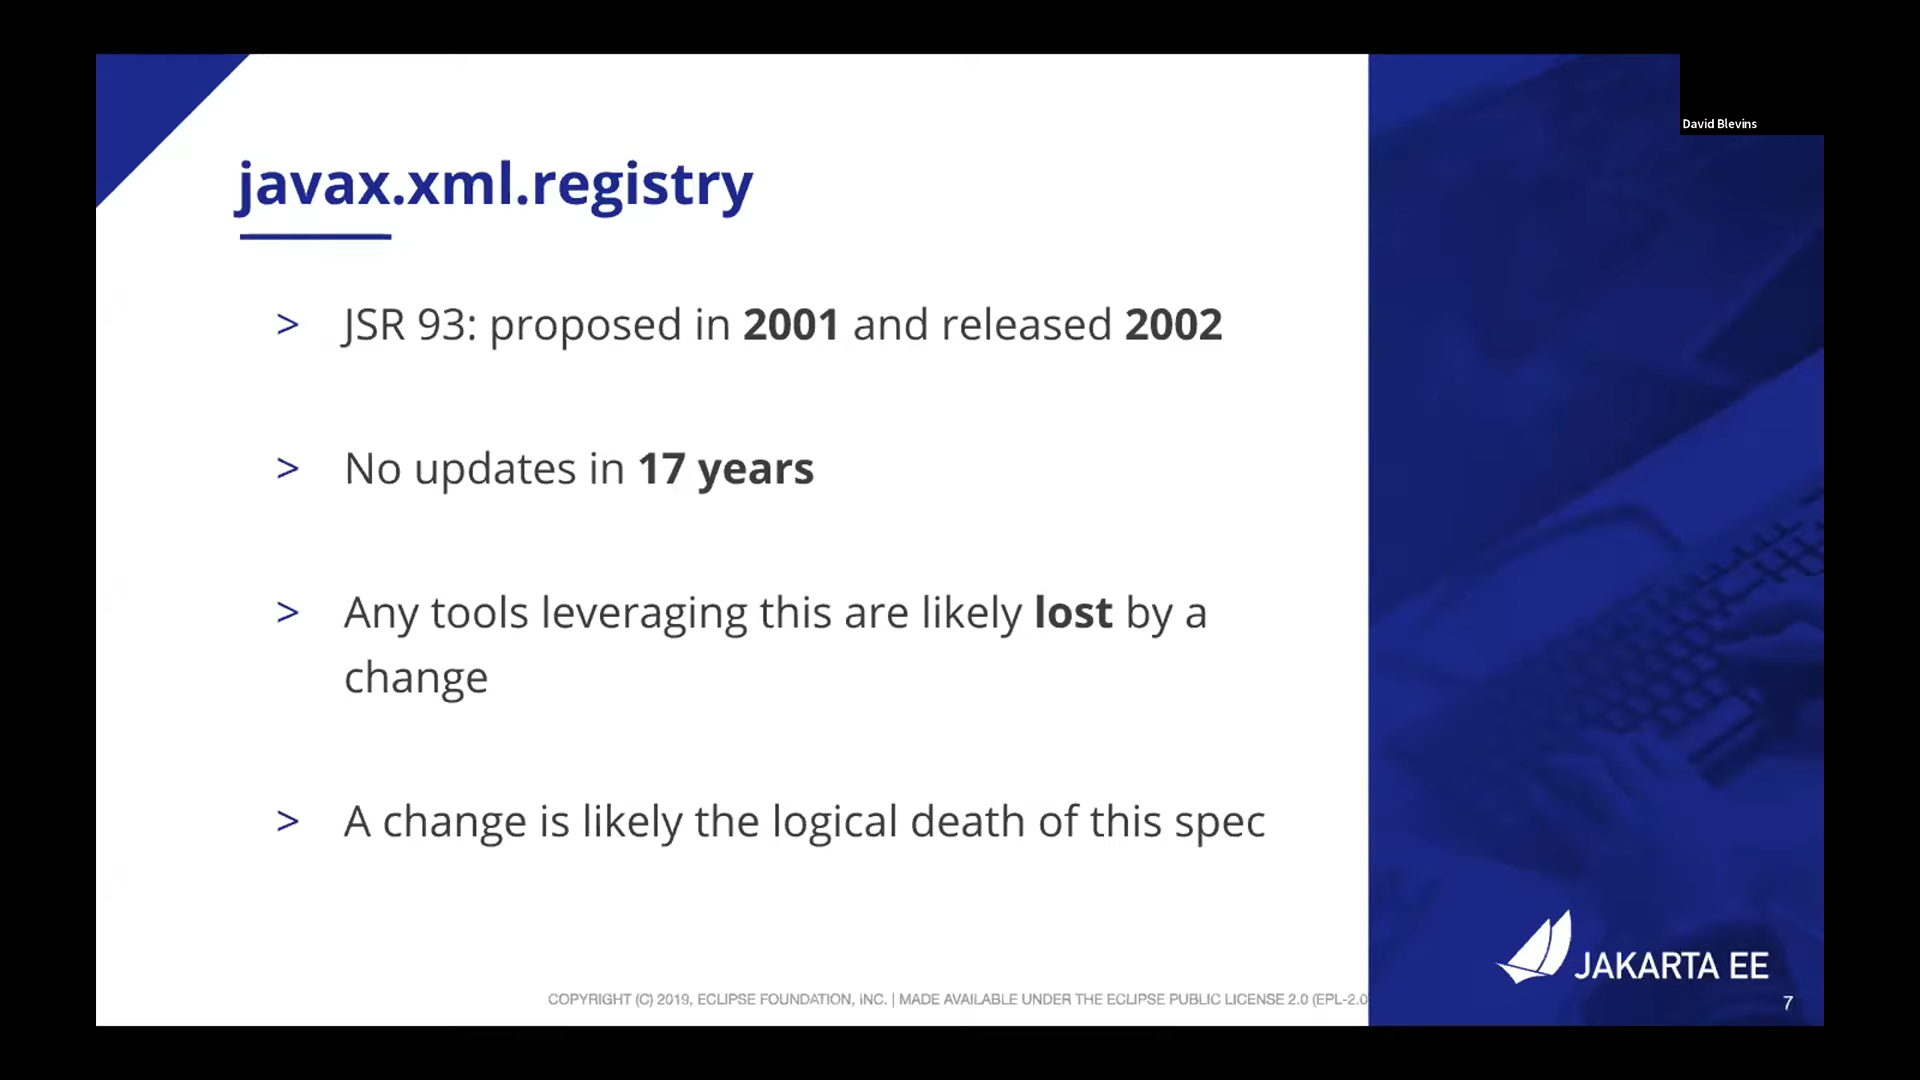 David Blevins
javax.xml.registry
> JSR 93: proposed in 2001 and released 2002
> No updates in 17 years
> Any tools leveraging this are likely lost by a
change
> A change is likely the logical death of this spec
JAKARTA EE
COPYRIGHT (C) 2019, ECLIPSE FOUNDATION, INC. | MADE AVAILABLE UNDER THE ECLIPSE PUBLIC LICENSE 2.0 (EPL-2.0
7